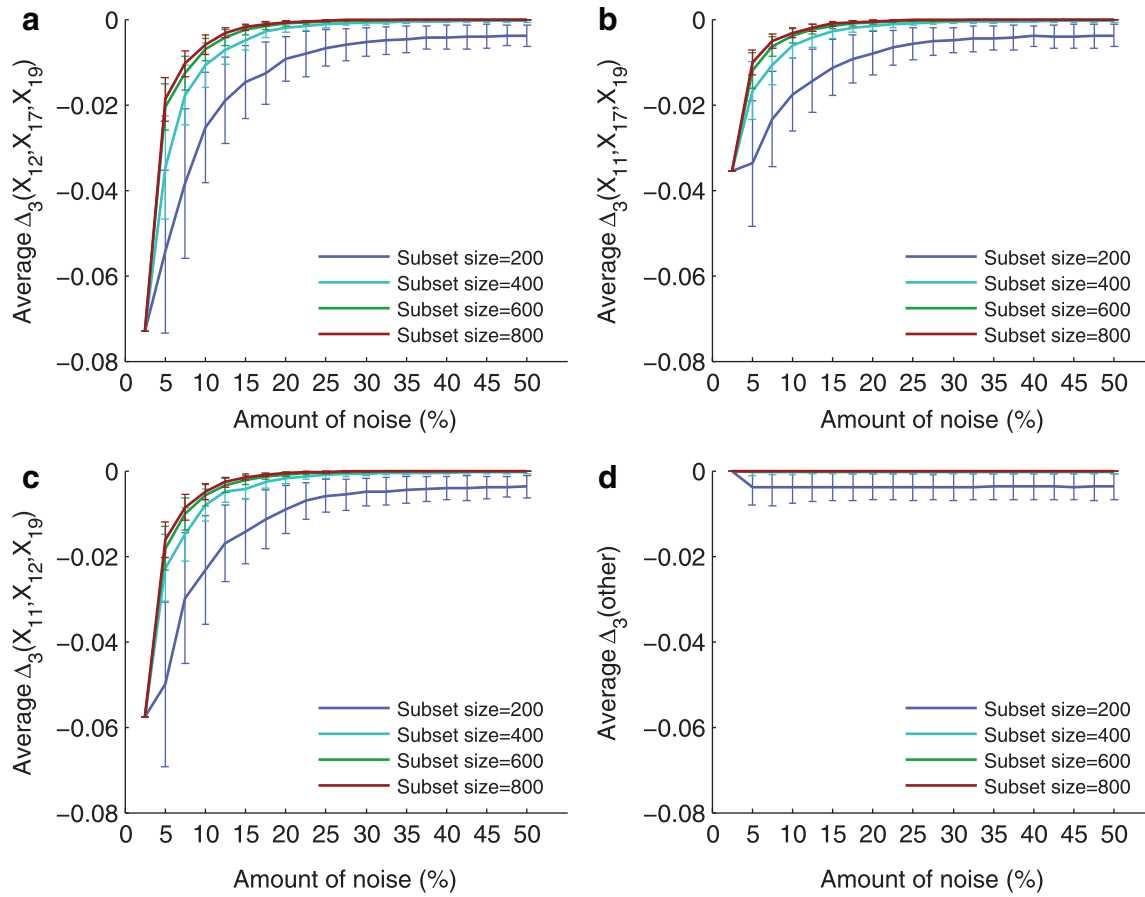 a
0
−0.02
−0.04
−0.06
−0.08
Average Δ3(X12,X17,X19)
Subset size=200
Subset size=400
Subset size=600
Subset size=800
0 5 10 15 20 25 30 35 40 45 50
Amount of noise (%)
b
0
−0.02
−0.04
−0.06
−0.08
Average Δ3(X11,X17,X19)
Subset size=200
Subset size=400
Subset size=600
Subset size=800
0 5 10 15 20 25 30 35 40 45 50
Amount of noise (%)
c
0
−0.02
−0.04
−0.06
−0.08
Average Δ3(X11,X12,X19)
Subset size=200
Subset size=400
Subset size=600
Subset size=800
0 5 10 15 20 25 30 35 40 45 50
Amount of noise (%)
d
0
−0.02
−0.04
−0.06
−0.08
Average Δ3(other)
Subset size=200
Subset size=400
Subset size=600
Subset size=800
0 5 10 15 20 25 30 35 40 45 50
Amount of noise (%)